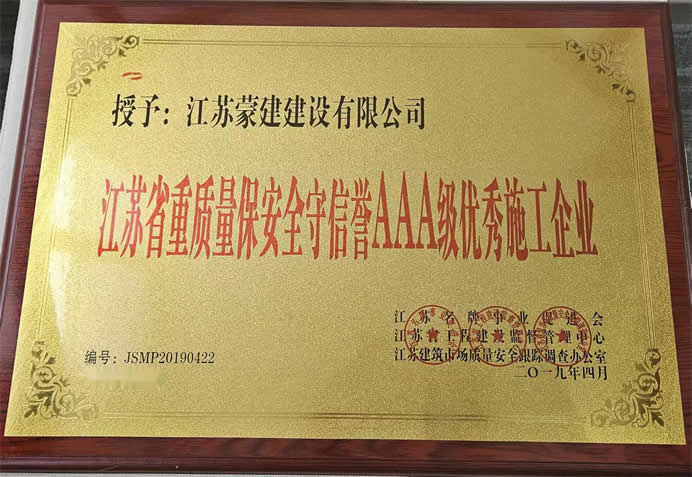 授予：江苏蒙建建设有限公司
江苏省重质量保安全守信誉AAA级优秀施工企业
江苏名牌事业促进会
江苏省工程建设监督管理中心
江苏建筑市场质量安全跟踪调查办公室
编号：JSMP20190422
二〇一九年四月